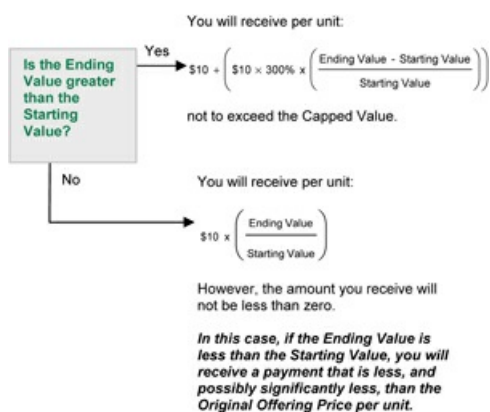 You will receive per unit:
Yes
Is the Ending
Value greater
than the
Starting
Value?
$10 + ( $10 × 300% x ( Ending Value - Starting Value
Starting Value ) )
not to exceed the Capped Value.
No
You will receive per unit:
$10 x ( Ending Value
Starting Value )
However, the amount you receive will
not be less than zero.
In this case, if the Ending Value is
less than the Starting Value, you will
receive a payment that is less, and
possibly significantly less, than the
Original Offering Price per unit.